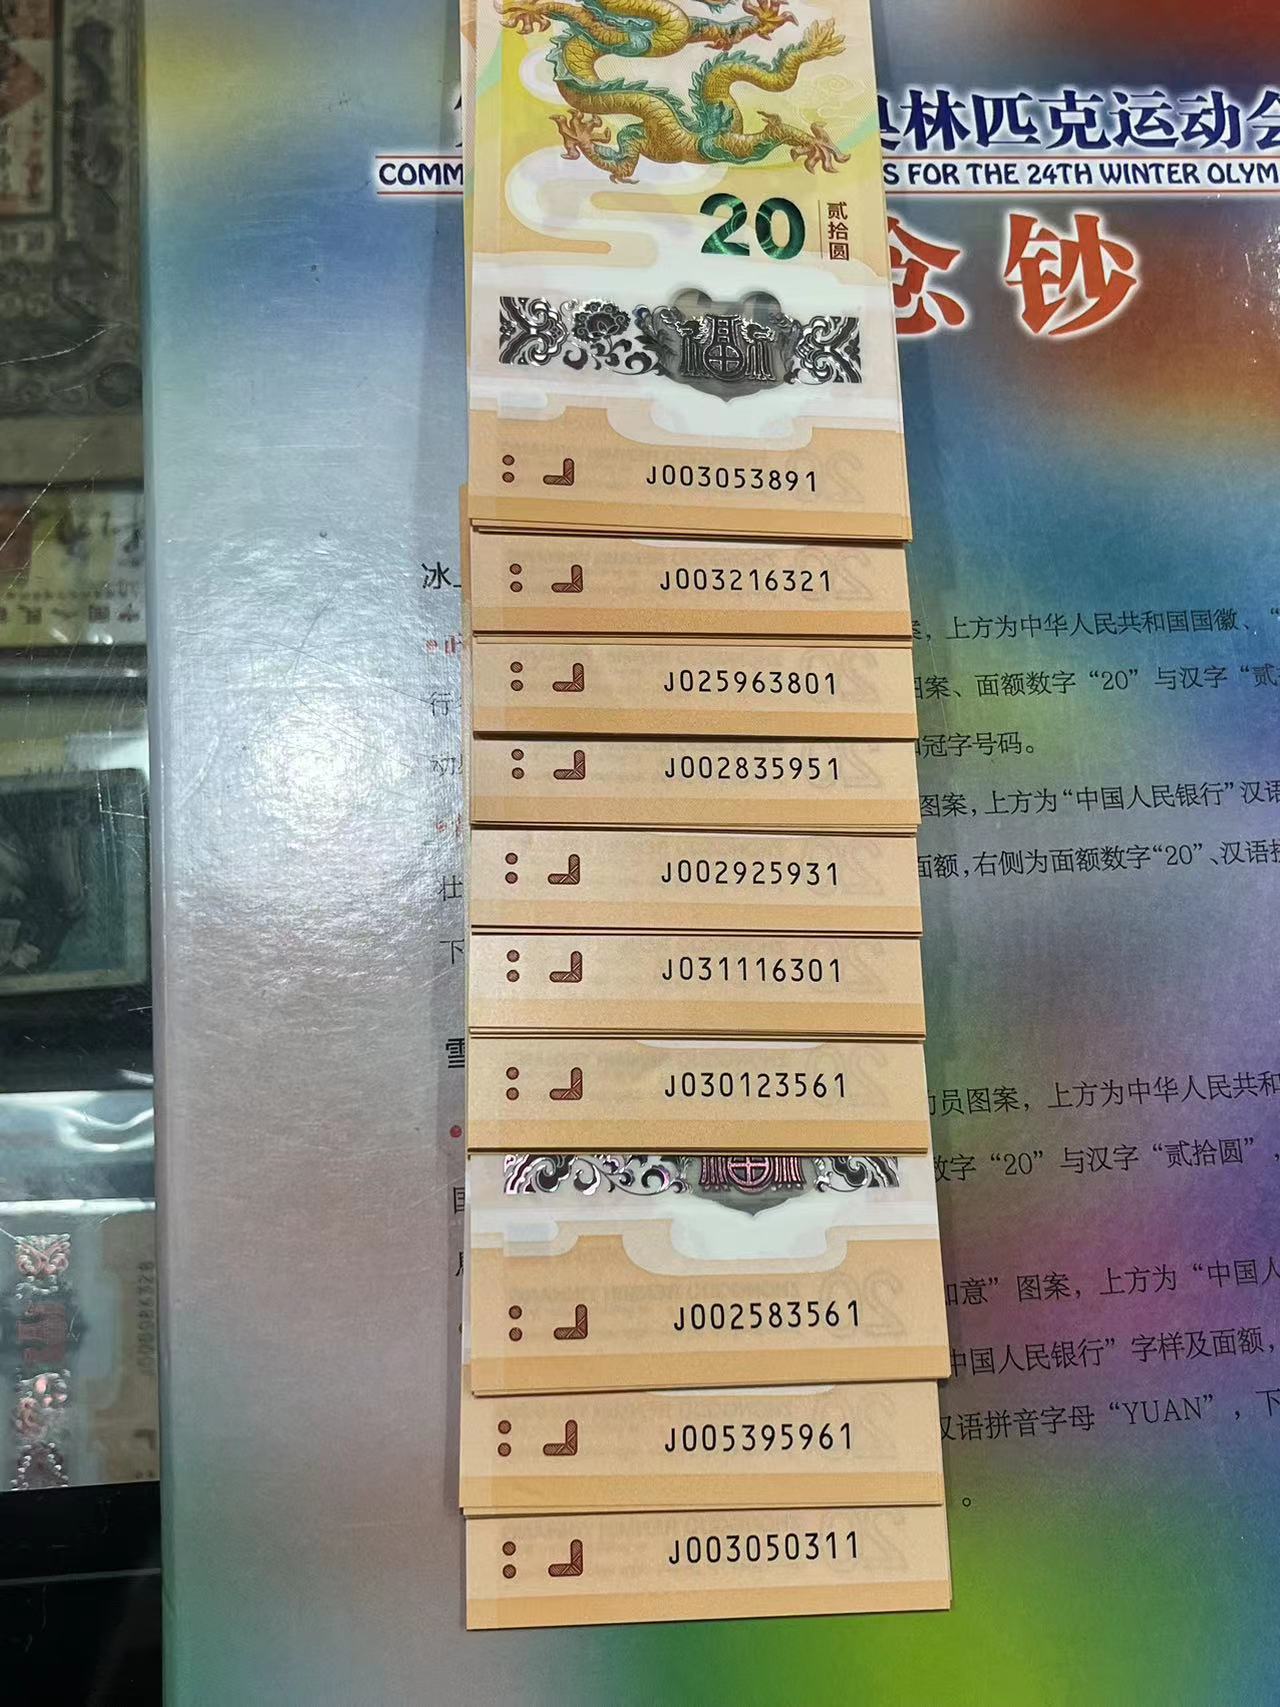 奥林匹克运动会
COMM
S FOR THE 24TH WINTER OLYM
念钞
20
贰拾圆
J003053891
J003216321
J025963801
J002835951
J002925931
J031116301
J030123561
J002583561
J005395961
J003050311
冰
案，上方为中华人民共和国国徽、“
行
图案、面额数字“20”与汉字“贰
动
冠字号码。
图案，上方为“中国人民银行”汉语
壮
面额，右侧为面额数字“20”、汉语拼
下
雪
员图案，上方为中华人民共和
数字“20”与汉字“贰拾圆”，
国
如意”图案，上方为“中国人
中国人民银行”字样及面额，
汉语拼音字母“YUAN”，下
。